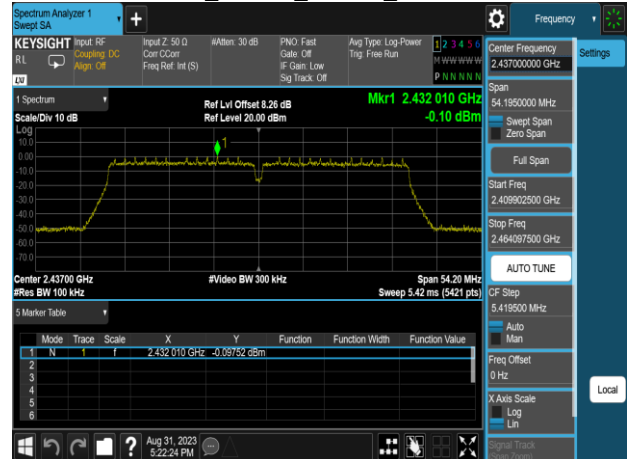 Spectrum Analyzer 1
Swept SA
+
Frequency
KEYSIGHT
RL
LXI
Input: RF
Coupling: DC
Align: Off
Input Z: 50 Ω
Corr CCorr
Freq Ref: Int (S)
#Atten: 30 dB
PNO: Fast
Gate: Off
IF Gain: Low
Sig Track: Off
Avg Type: Log-Power
Trig: Free Run
1 2 3 4 5 6
M W W W W W
P N N N N N
1 Spectrum
Scale/Div 10 dB
Ref Lvl Offset 8.26 dB
Ref Level 20.00 dBm
Mkr1 2.432 010 GHz
-0.10 dBm
Log
10.0
0.00
-10.0
-20.0
-30.0
-40.0
-50.0
-60.0
-70.0
1
Center 2.43700 GHz
#Res BW 100 kHz
#Video BW 300 kHz
Span 54.20 MHz
Sweep 5.42 ms (5421 pts)
5 Marker Table
Mode Trace Scale X Y Function Function Width Function Value
1 N 1 f 2.432 010 GHz -0.09752 dBm
2
3
4
5
6
Aug 31, 2023
5:22:24 PM
Center Frequency
2.437000000 GHz
Settings
Span
54.1950000 MHz
Swept Span
Zero Span
Full Span
Start Freq
2.409902500 GHz
Stop Freq
2.464097500 GHz
AUTO TUNE
CF Step
5.419500 MHz
Auto
Man
Freq Offset
0 Hz
X Axis Scale
Log
Lin
Local
Signal Track
(Span Zoom)